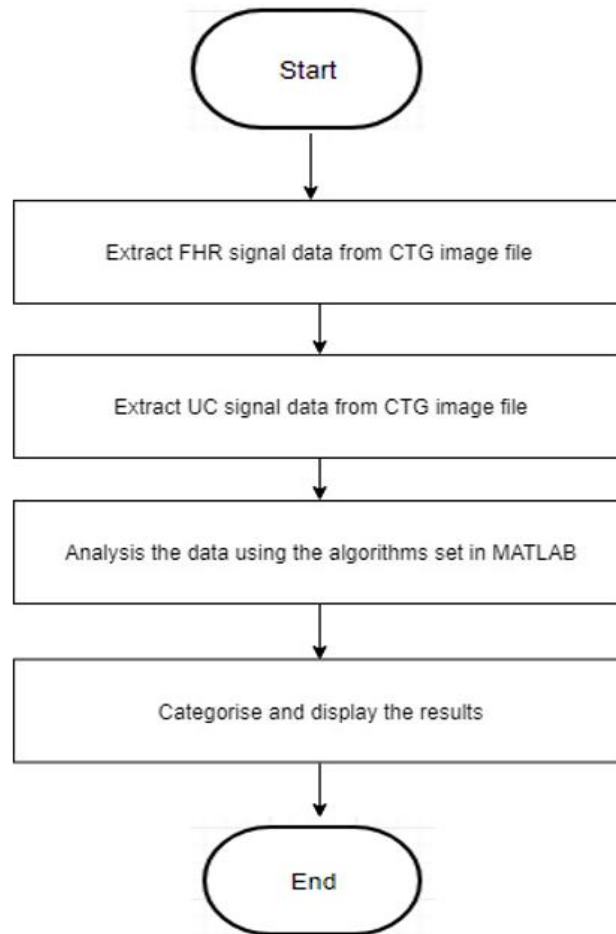 Start
Extract FHR signal data from CTG image file
Extract UC signal data from CTG image file
Analysis the data using the algorithms set in MATLAB
Categorise and display the results
End